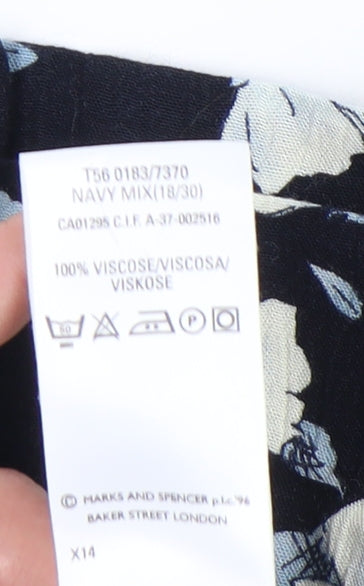 T56 0183/7370
NAVY MIX(18/30)
CA01295 C.I.F. A-37-002516
100% VISCOSE/VISCOSA/
VISKOSE
50 P
© MARKS AND SPENCER p.l.c.'96
BAKER STREET LONDON
X14